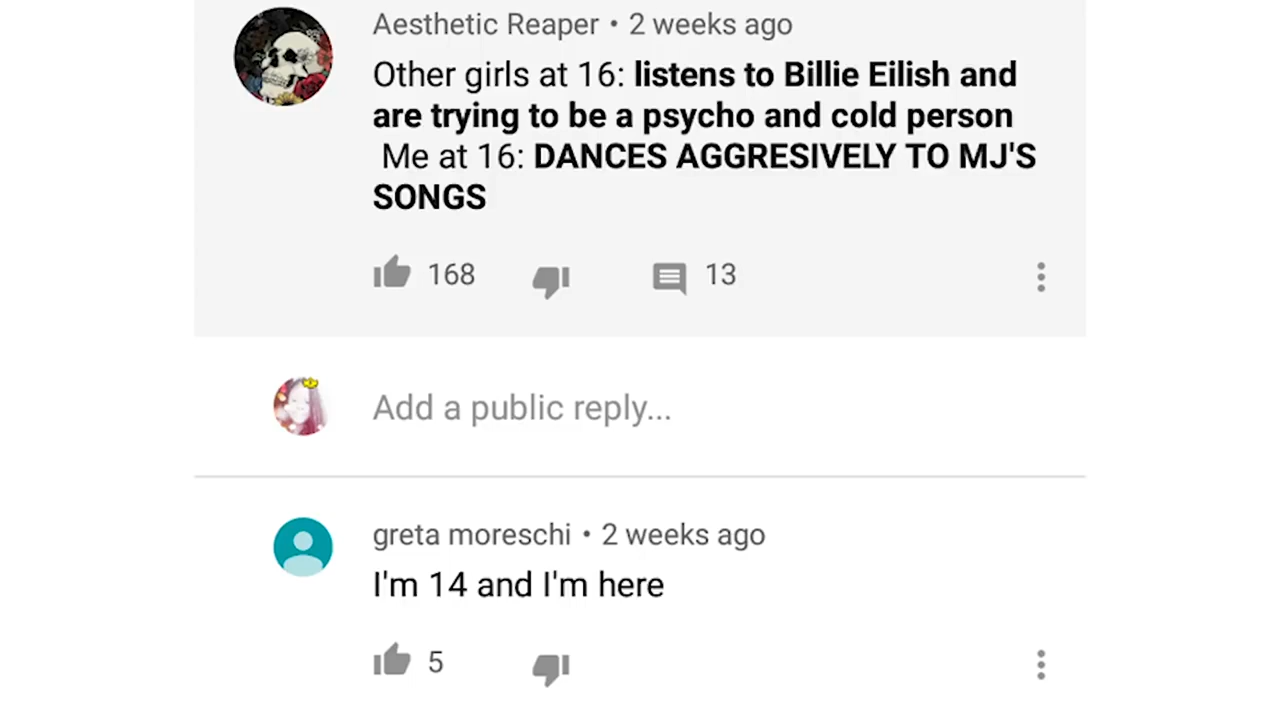 Aesthetic Reaper • 2 weeks ago
Other girls at 16: listens to Billie Eilish and
are trying to be a psycho and cold person
Me at 16: DANCES AGGRESIVELY TO MJ'S
SONGS
168 13
Add a public reply...
greta moreschi • 2 weeks ago
I'm 14 and I'm here
5